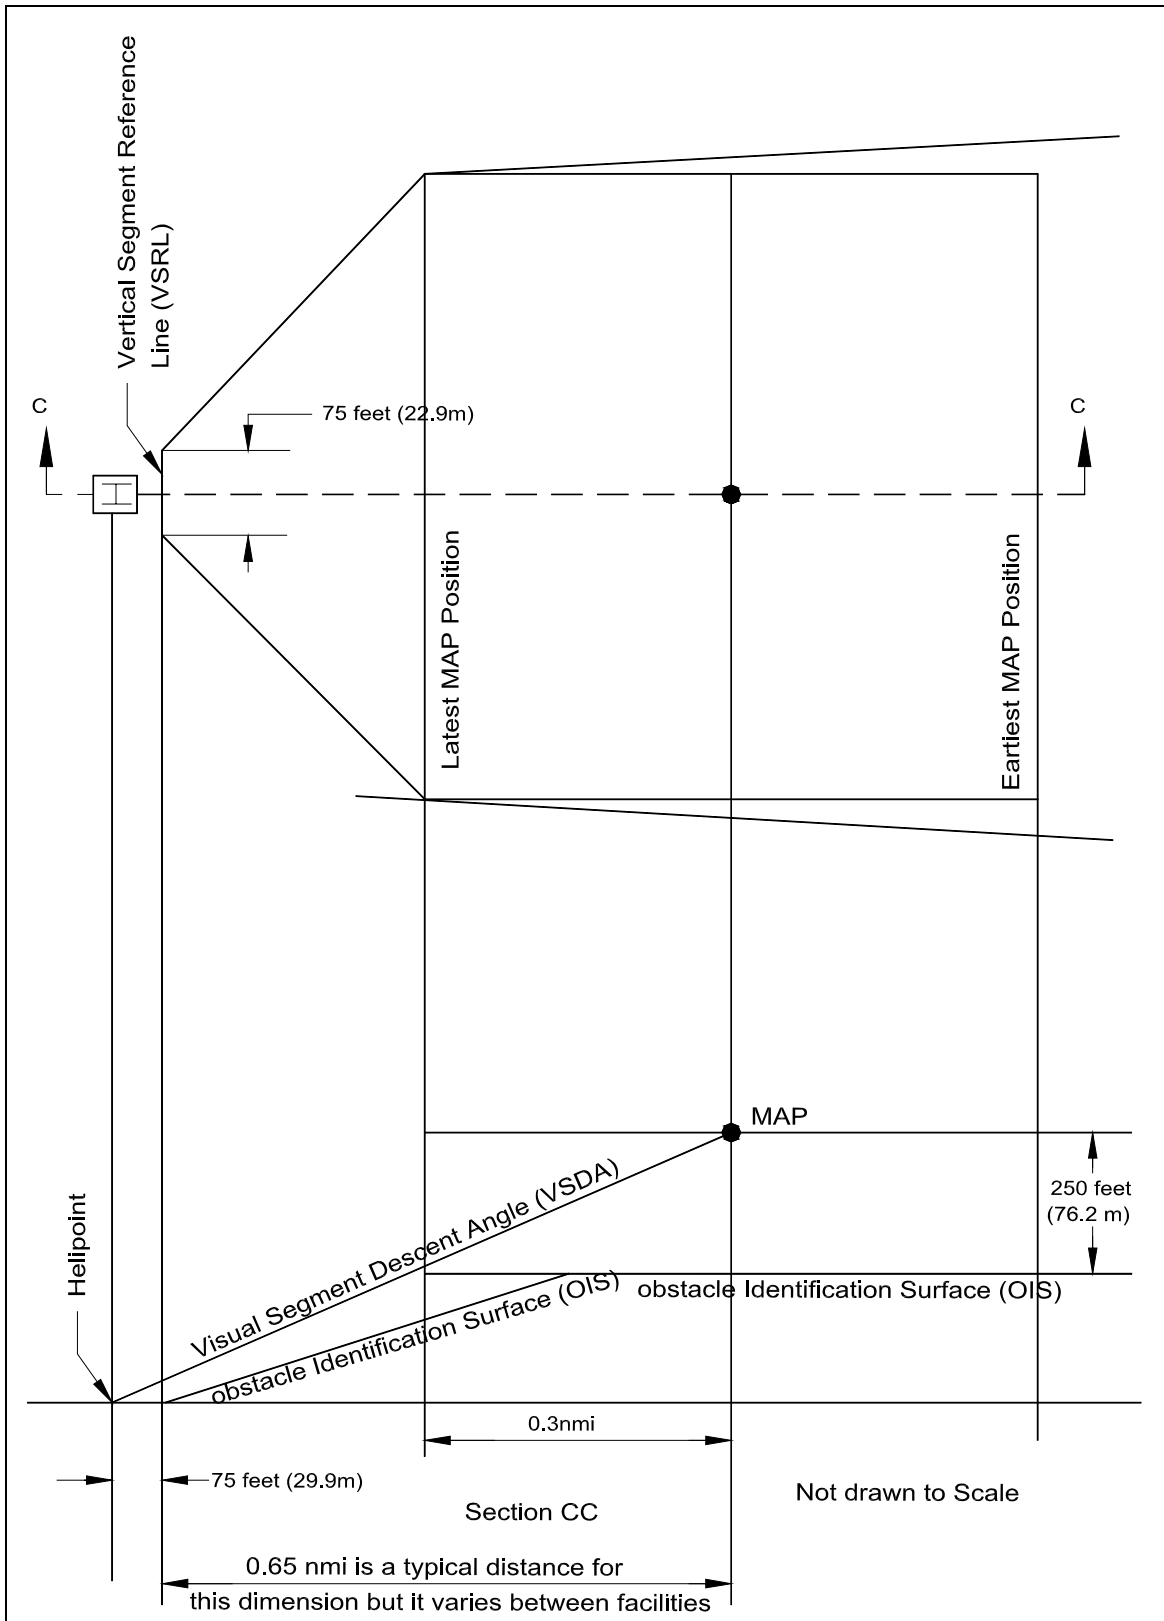 Vertical Segment Reference
Line (VSRL)
C
75 feet (22.9m)
C
H
Latest MAP Position
Eartiest MAP Position
MAP
250 feet
(76.2 m)
Visual Segment Descent Angle (VSDA)
obstacle Identification Surface (OIS)
obstacle Identification Surface (OIS)
Helipoint
0.3nmi
75 feet (29.9m)
Not drawn to Scale
Section CC
0.65 nmi is a typical distance for
this dimension but it varies between facilities